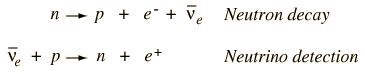 n → p + e⁻ + ν̅ₑ Neutron decay
ν̅ₑ + p → n + e⁺ Neutrino detection